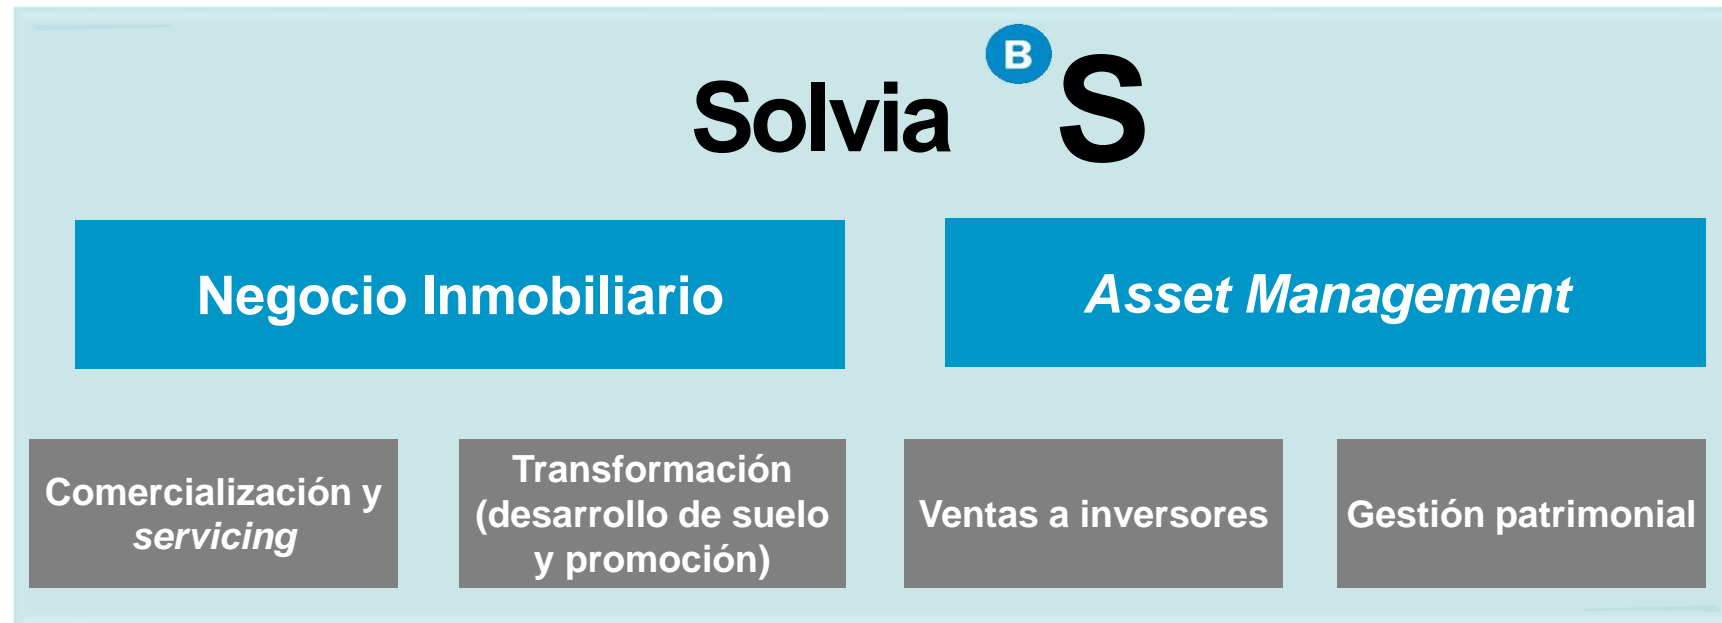 Solvia B S
Negocio Inmobiliario
Asset Management
Comercialización y
servicing
Transformación
(desarrollo de suelo
y promoción)
Ventas a inversores
Gestión patrimonial